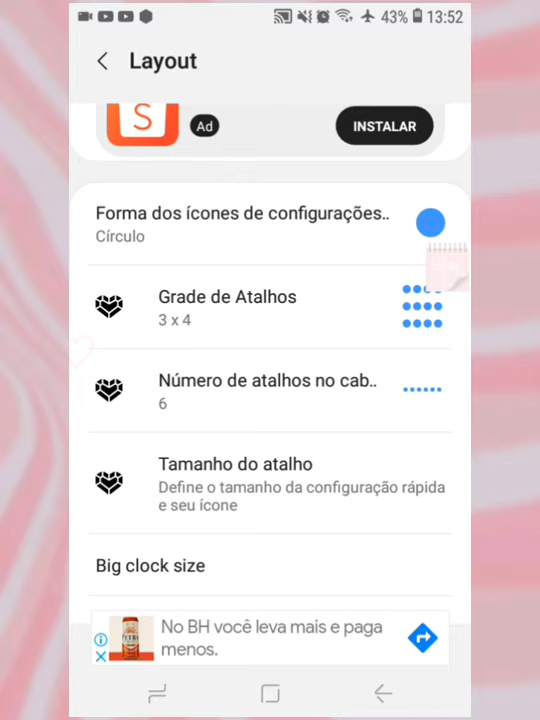 43% 13:52
Layout
S
Ad
INSTALAR
Forma dos ícones de configurações..
Círculo
Grade de Atalhos
3 x 4
Número de atalhos no cab..
6
Tamanho do atalho
Define o tamanho da configuração rápida
e seu ícone
Big clock size
No BH você leva mais e paga
menos.